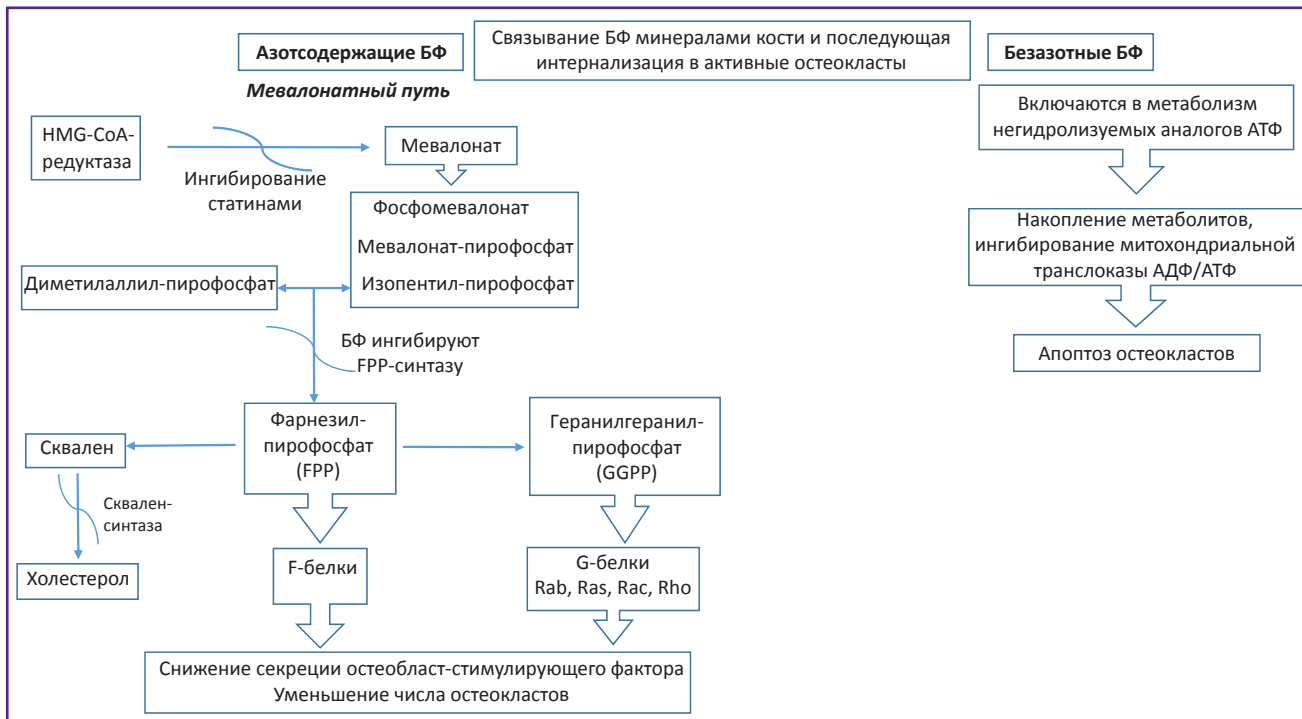 Азотсодержащие БФ
Связывание БФ минералами кости и последующая
интернализация в активные остеокласты
Безазотные БФ
Мевалонатный путь
HMG-CoA-
редуктаза
Ингибирование
статинами
Мевалонат
Фосфомевалонат
Мевалонат-пирофосфат
Изопентил-пирофосфат
Диметилаллил-пирофосфат
БФ ингибируют
FPP-синтазу
Фарнезил-
пирофосфат
(FPP)
Геранилгеранил-
пирофосфат
(GGPP)
Сквален
Сквален-
синтаза
Холестерол
F-белки
G-белки
Rab, Ras, Rac, Rho
Снижение секреции остеобласт-стимулирующего фактора
Уменьшение числа остеокластов
Включаются в метаболизм
негидролизуемых аналогов АТФ
Накопление метаболитов,
ингибирование митохондриальной
транслоказы АДФ/АТФ
Апоптоз остеокластов